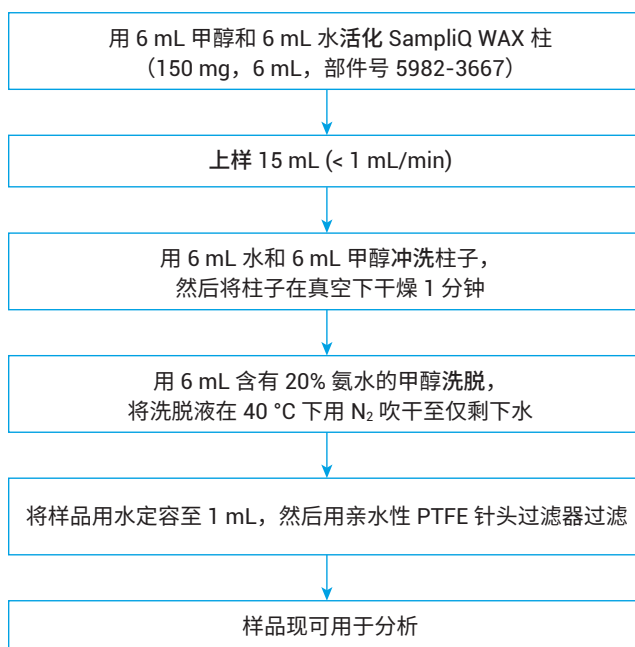 用 6 mL 甲醇和 6 mL 水活化 SampliQ WAX 柱
（150 mg，6 mL，部件号 5982-3667）
上样 15 mL (< 1 mL/min)
用 6 mL 水和 6 mL 甲醇冲洗柱子，
然后将柱子在真空下干燥 1 分钟
用 6 mL 含有 20% 氨水的甲醇洗脱，
将洗脱液在 40 °C 下用 N₂ 吹干至仅剩下水
将样品用水定容至 1 mL，然后用亲水性 PTFE 针头过滤器过滤
样品现可用于分析